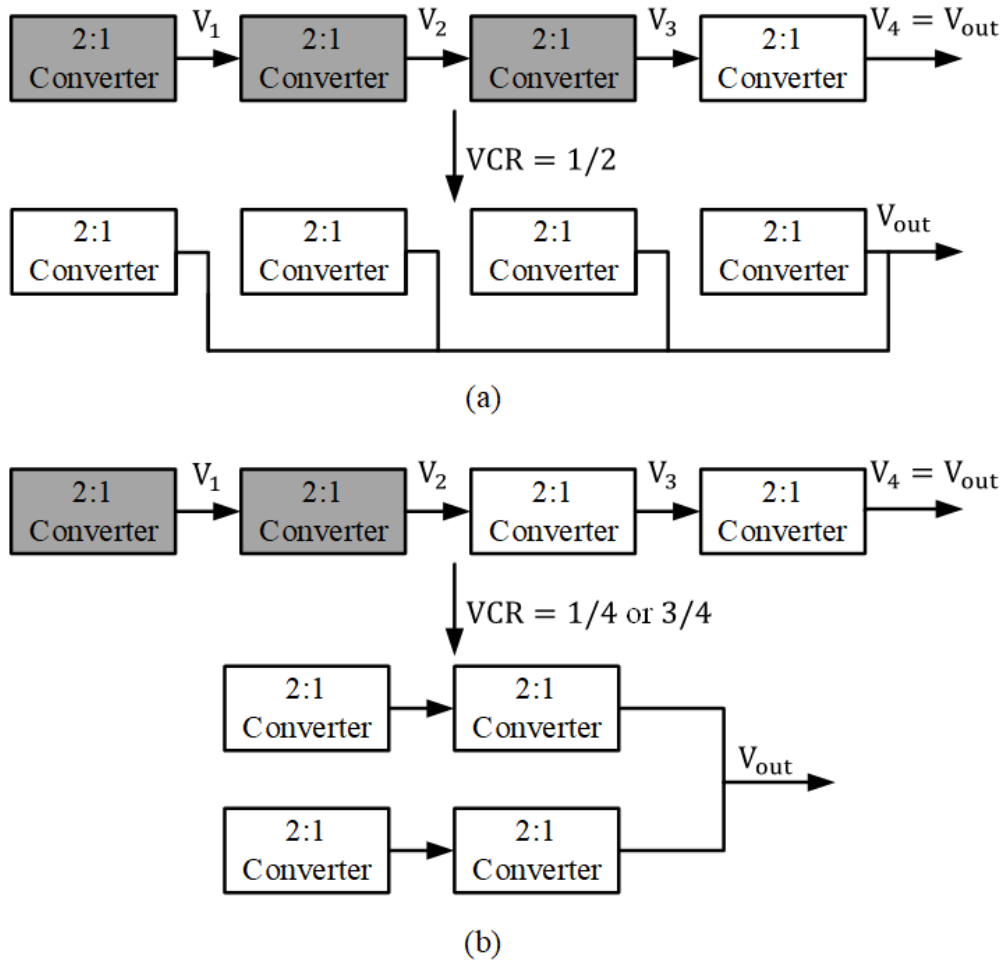 V₁ V₂ V₃ V₄ = Vₒᵤₜ
2:1 2:1 2:1 2:1
Converter Converter Converter Converter
VCR = 1/2
Vₒᵤₜ
2:1 2:1 2:1 2:1
Converter Converter Converter Converter
(a)
V₁ V₂ V₃ V₄ = Vₒᵤₜ
2:1 2:1 2:1 2:1
Converter Converter Converter Converter
VCR = 1/4 or 3/4
2:1 2:1
Converter Converter
Vₒᵤₜ
2:1 2:1
Converter Converter
(b)